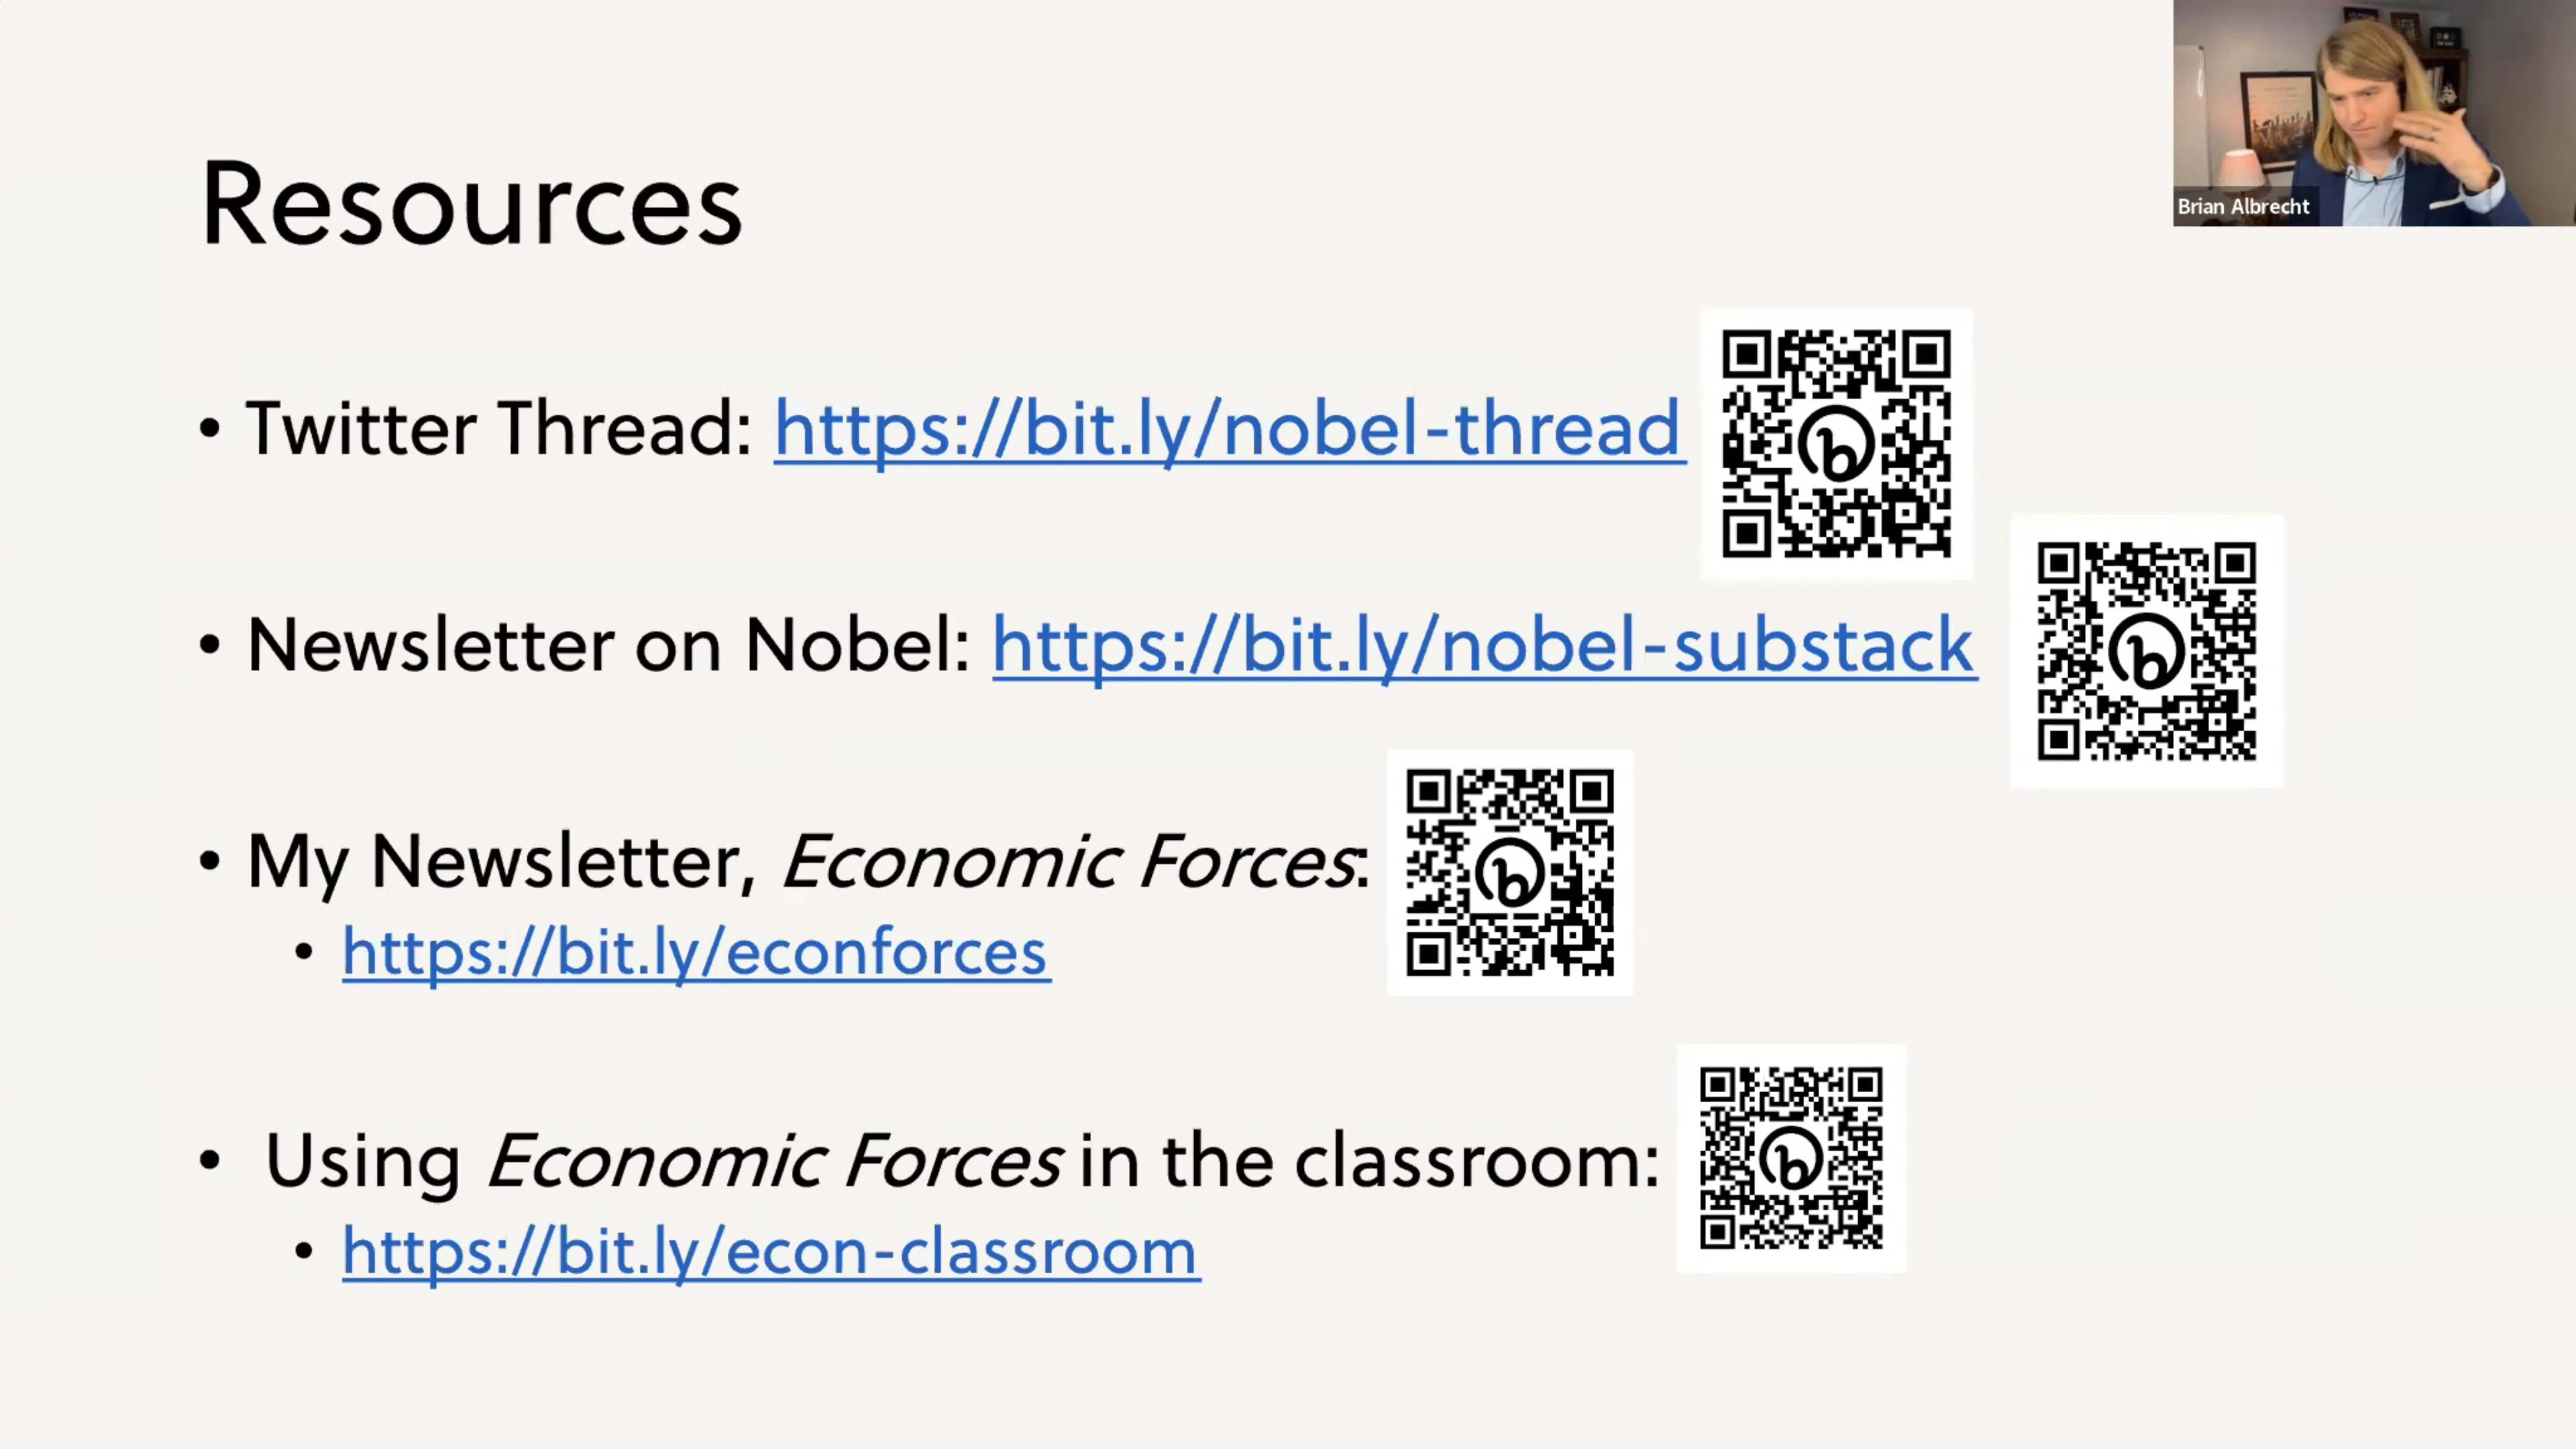 Resources
Brian Albrecht
• Twitter Thread: https://bit.ly/nobel-thread
• Newsletter on Nobel: https://bit.ly/nobel-substack
• My Newsletter, Economic Forces:
• https://bit.ly/econforces
• Using Economic Forces in the classroom:
• https://bit.ly/econ-classroom